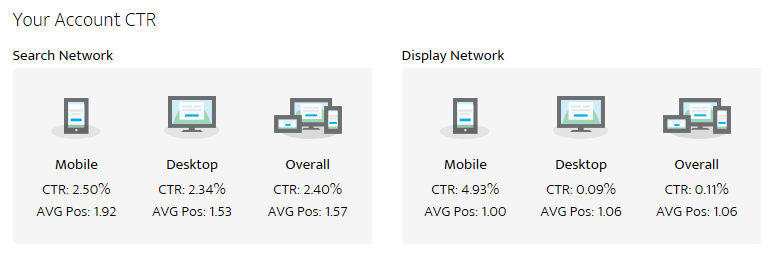 Your Account CTR
Search Network
Mobile Desktop Overall
CTR: 2.50% CTR: 2.34% CTR: 2.40%
AVG Pos: 1.92 AVG Pos: 1.53 AVG Pos: 1.57
Display Network
Mobile Desktop Overall
CTR: 4.93% CTR: 0.09% CTR: 0.11%
AVG Pos: 1.00 AVG Pos: 1.06 AVG Pos: 1.06